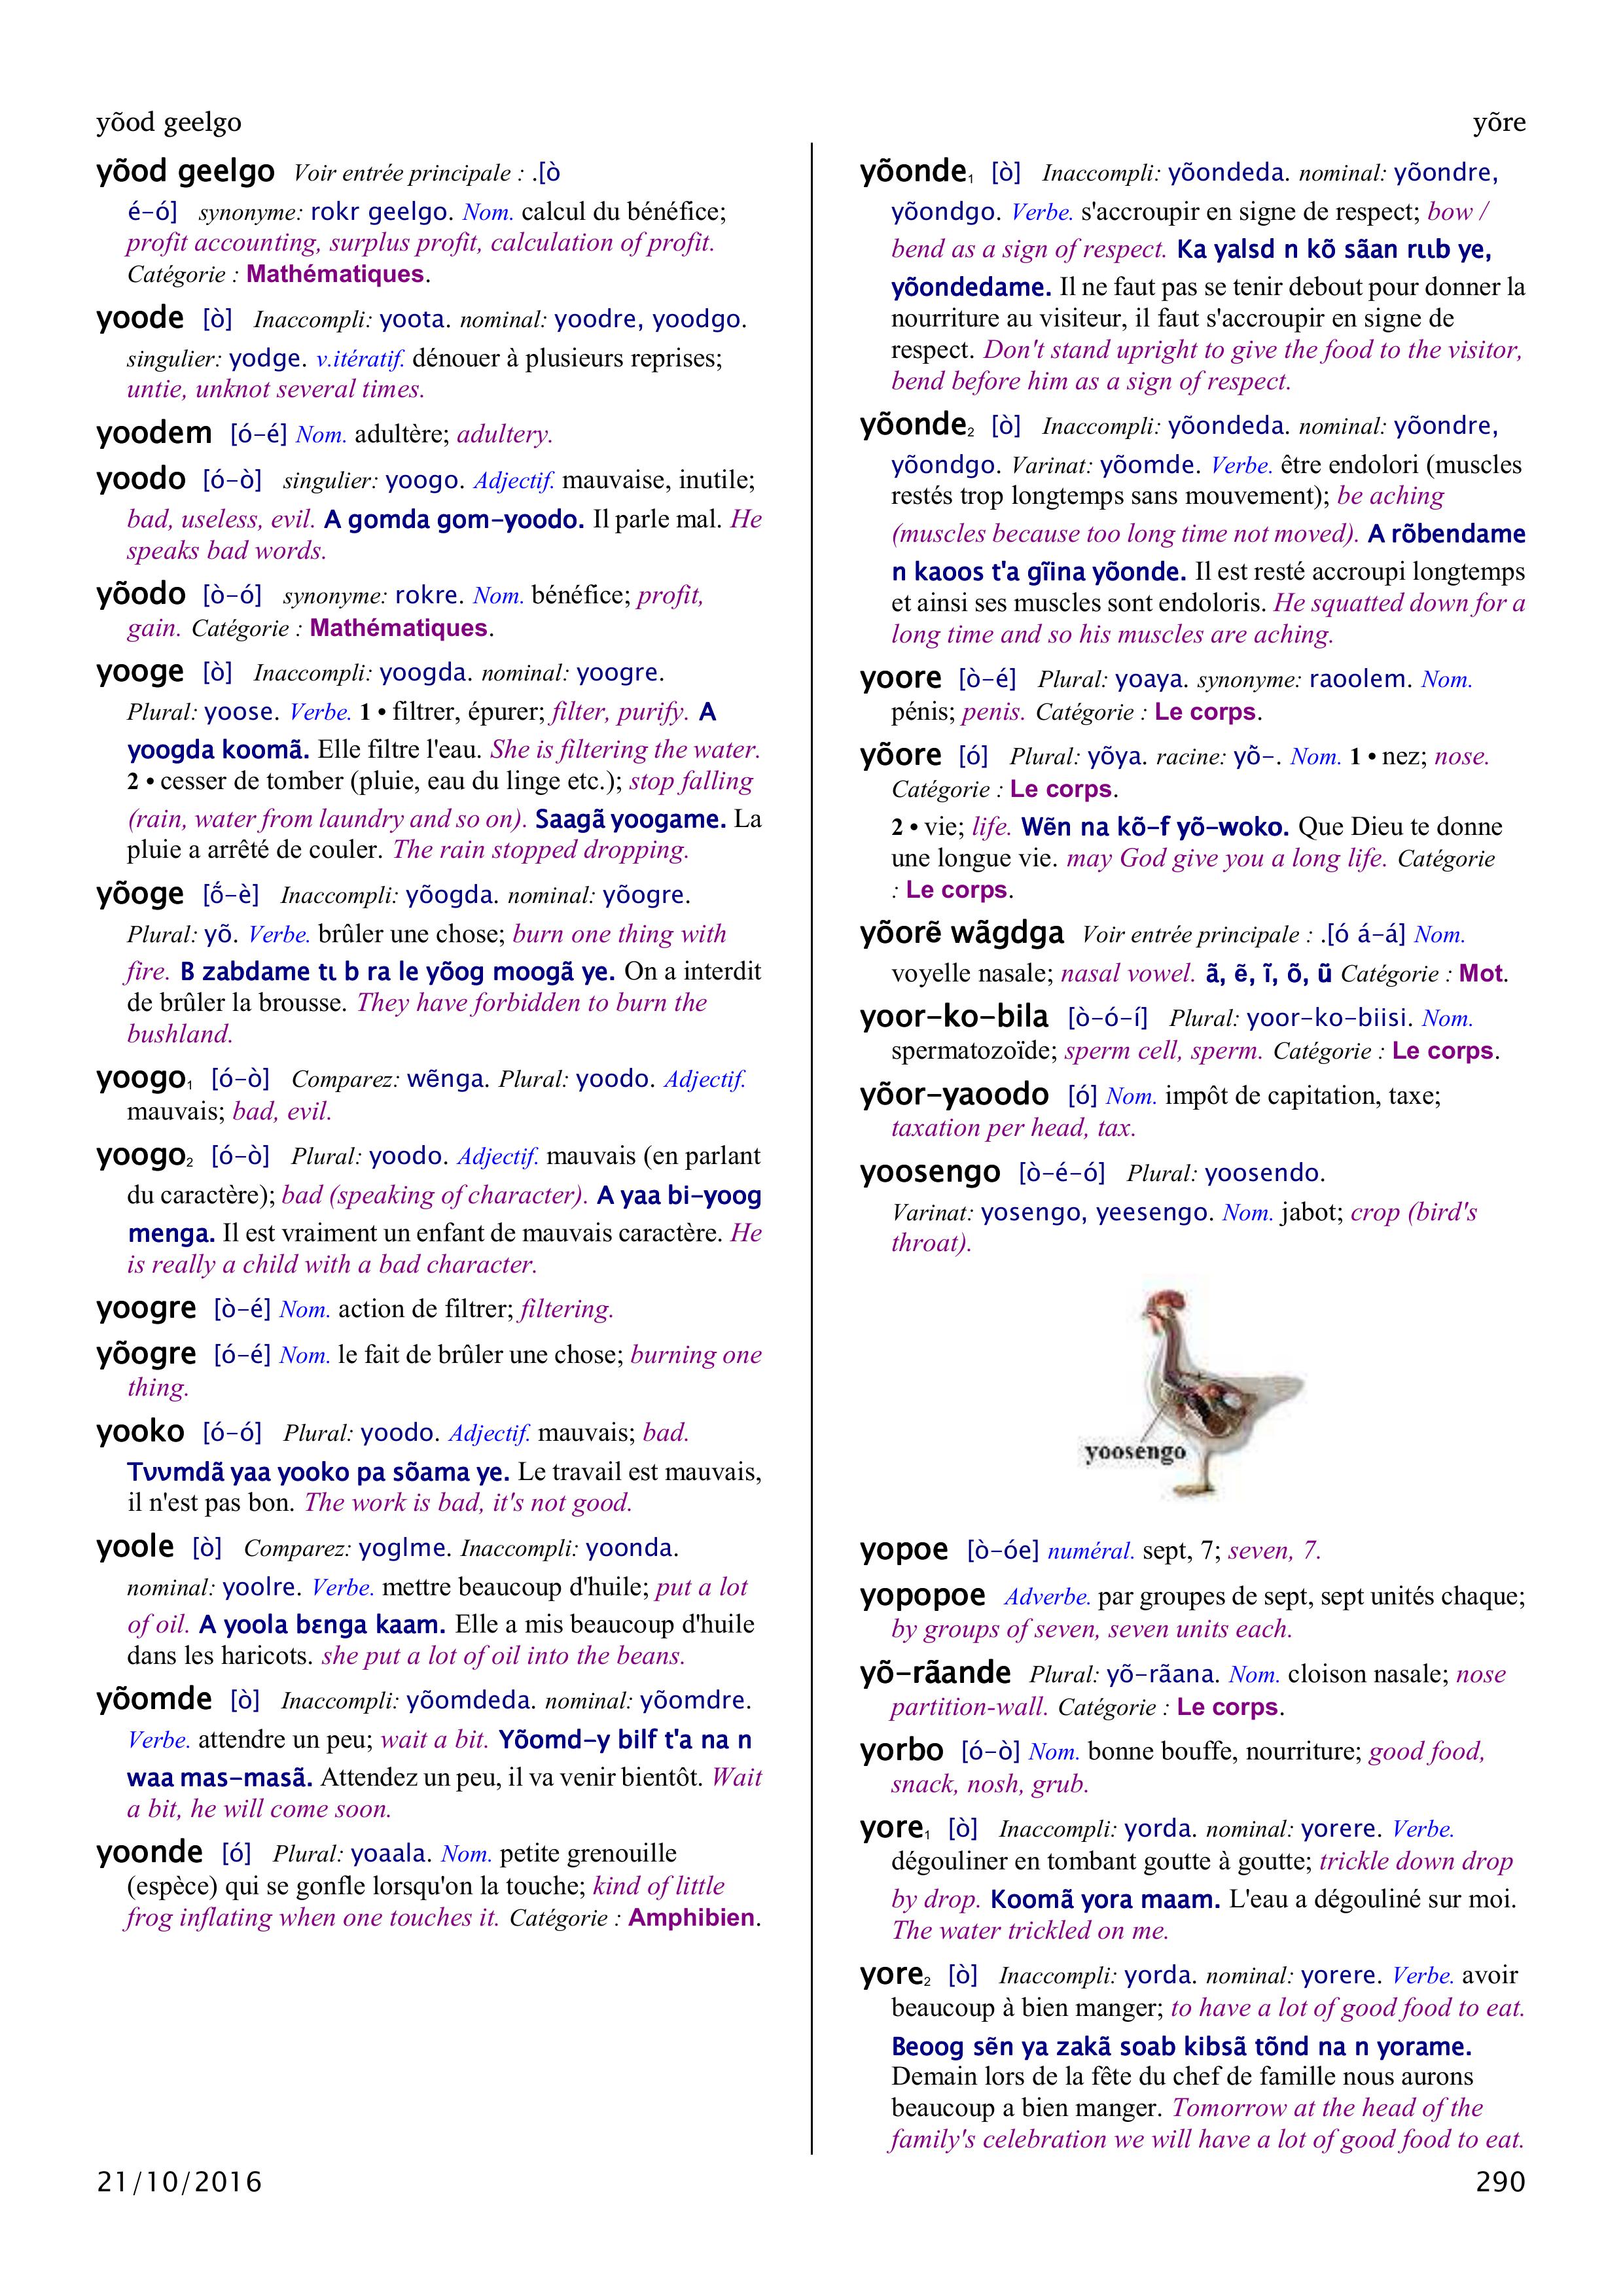 yõod geelgo
yõre
yõod geelgo Voir entrée principale : .[ò
é-ó] synonyme: rokr geelgo. Nom. calcul du bénéfice;
profit accounting, surplus profit, calculation of profit.
Catégorie : Mathématiques.
yoode [ò] Inaccompli: yoota. nominal: yoodre, yoodgo.
singulier: yodge. v.itératif. dénouer à plusieurs reprises;
untie, unknot several times.
yoodem [ó-é] Nom. adultère; adultery.
yoodo [ó-ò] singulier: yoogo. Adjectif. mauvaise, inutile;
bad, useless, evil. A gomda gom-yoodo. Il parle mal. He
speaks bad words.
yõodo [ò-ó] synonyme: rokre. Nom. bénéfice; profit,
gain. Catégorie : Mathématiques.
yooge [ò] Inaccompli: yoogda. nominal: yoogre.
Plural: yoose. Verbe. 1 • filtrer, épurer; filter, purify. A
yoogda koomã. Elle filtre l'eau. She is filtering the water.
2 • cesser de tomber (pluie, eau du linge etc.); stop falling
(rain, water from laundry and so on). Saagã yoogame. La
pluie a arrêté de couler. The rain stopped dropping.
yõoge [ṍ-è] Inaccompli: yõogda. nominal: yõogre.
Plural: yõ. Verbe. brûler une chose; burn one thing with
fire. B zabdame tɩ b ra le yõog moogã ye. On a interdit
de brûler la brousse. They have forbidden to burn the
bushland.
yoogo₁ [ó-ò] Comparez: wẽnga. Plural: yoodo. Adjectif.
mauvais; bad, evil.
yoogo₂ [ó-ò] Plural: yoodo. Adjectif. mauvais (en parlant
du caractère); bad (speaking of character). A yaa bi-yoog
menga. Il est vraiment un enfant de mauvais caractère. He
is really a child with a bad character.
yoogre [ò-é] Nom. action de filtrer; filtering.
yõogre [ó-é] Nom. le fait de brûler une chose; burning one
thing.
yooko [ó-ó] Plural: yoodo. Adjectif. mauvais; bad.
Tʋʋmdã yaa yooko pa sõama ye. Le travail est mauvais,
il n'est pas bon. The work is bad, it's not good.
yoole [ò] Comparez: yoglme. Inaccompli: yoonda.
nominal: yoolre. Verbe. mettre beaucoup d'huile; put a lot
of oil. A yoola bɛnga kaam. Elle a mis beaucoup d'huile
dans les haricots. she put a lot of oil into the beans.
yõomde [ò] Inaccompli: yõomdeda. nominal: yõomdre.
Verbe. attendre un peu; wait a bit. Yõomd-y bilf t'a na n
waa mas-masã. Attendez un peu, il va venir bientôt. Wait
a bit, he will come soon.
yoonde [ó] Plural: yoaala. Nom. petite grenouille
(espèce) qui se gonfle lorsqu'on la touche; kind of little
frog inflating when one touches it. Catégorie : Amphibien.
yõonde₁ [ò] Inaccompli: yõondeda. nominal: yõondre,
yõondgo. Verbe. s'accroupir en signe de respect; bow /
bend as a sign of respect. Ka yalsd n kõ sãan rɩɩb ye,
yõondedame. Il ne faut pas se tenir debout pour donner la
nourriture au visiteur, il faut s'accroupir en signe de
respect. Don't stand upright to give the food to the visitor,
bend before him as a sign of respect.
yõonde₂ [ò] Inaccompli: yõondeda. nominal: yõondre,
yõondgo. Varinat: yõomde. Verbe. être endolori (muscles
restés trop longtemps sans mouvement); be aching
(muscles because too long time not moved). A rõbendame
n kaoos t'a gĩina yõonde. Il est resté accroupi longtemps
et ainsi ses muscles sont endoloris. He squatted down for a
long time and so his muscles are aching.
yoore [ò-é] Plural: yoaya. synonyme: raoolem. Nom.
pénis; penis. Catégorie : Le corps.
yõore [ó] Plural: yõya. racine: yõ-. Nom. 1 • nez; nose.
Catégorie : Le corps.
2 • vie; life. Wẽn na kõ-f yõ-woko. Que Dieu te donne
une longue vie. may God give you a long life. Catégorie
: Le corps.
yõorẽ wãgdga Voir entrée principale : .[ó á-á] Nom.
voyelle nasale; nasal vowel. ã, ẽ, ĩ, õ, ũ Catégorie : Mot.
yoor-ko-bila [ò-ó-í] Plural: yoor-ko-biisi. Nom.
spermatozoïde; sperm cell, sperm. Catégorie : Le corps.
yõor-yaoodo [ó] Nom. impôt de capitation, taxe;
taxation per head, tax.
yoosengo [ò-é-ó] Plural: yoosendo.
Varinat: yosengo, yeesengo. Nom. jabot; crop (bird's
throat).
yoosengo
yopoe [ò-óe] numéral. sept, 7; seven, 7.
yopopoe Adverbe. par groupes de sept, sept unités chaque;
by groups of seven, seven units each.
yõ-rãande Plural: yõ-rãana. Nom. cloison nasale; nose
partition-wall. Catégorie : Le corps.
yorbo [ó-ò] Nom. bonne bouffe, nourriture; good food,
snack, nosh, grub.
yore₁ [ò] Inaccompli: yorda. nominal: yorere. Verbe.
dégouliner en tombant goutte à goutte; trickle down drop
by drop. Koomã yora maam. L'eau a dégouliné sur moi.
The water trickled on me.
yore₂ [ò] Inaccompli: yorda. nominal: yorere. Verbe. avoir
beaucoup à bien manger; to have a lot of good food to eat.
Beoog sẽn ya zakã soab kibsã tõnd na n yorame.
Demain lors de la fête du chef de famille nous aurons
beaucoup a bien manger. Tomorrow at the head of the
family's celebration we will have a lot of good food to eat.
21/10/2016
290